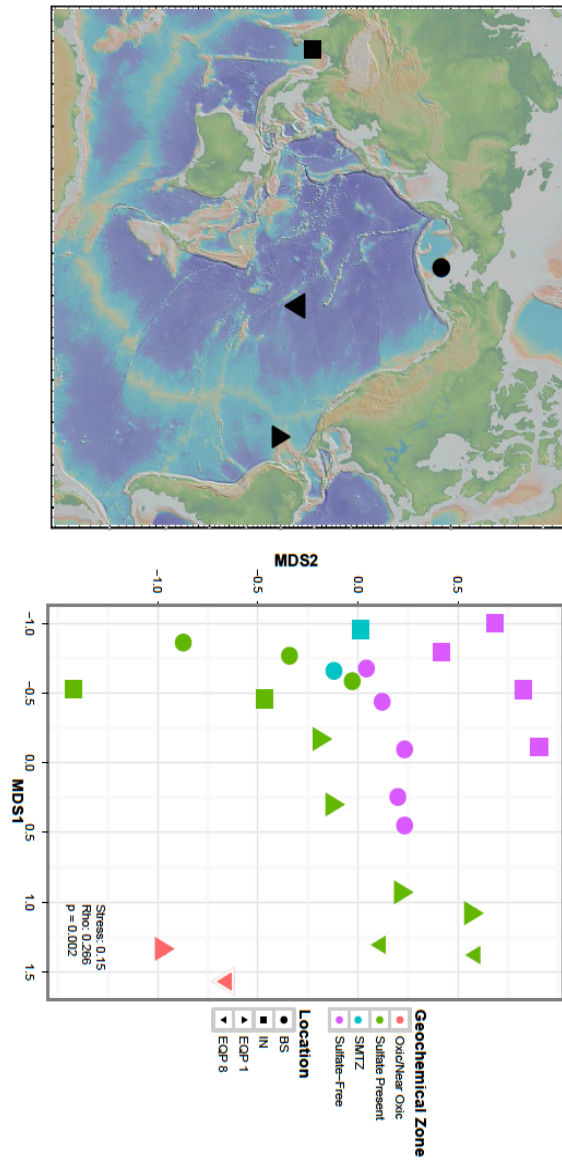 MDS2
-1.0
-0.5
0.0
0.5
-1.0
-0.5
0.0
0.5
1.0
1.5
MDS1
Stress: 0.15
Rho: 0.266
p = 0.002
Geochemical Zone
Oxic/Near Oxic
Sulfate Present
SMTZ
Sulfate–Free
Location
BS
IN
EQP1
EQP 8